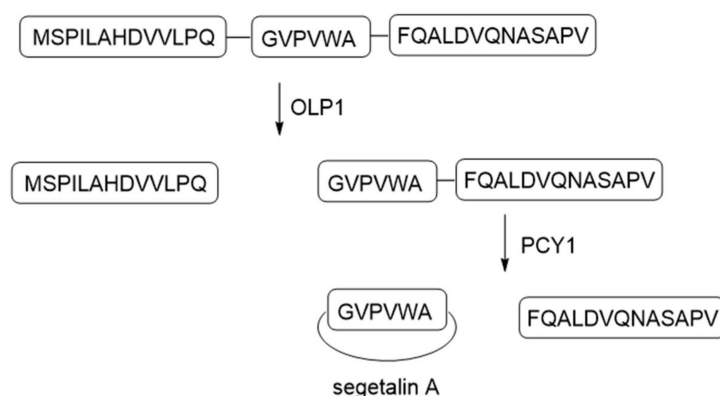 MSPILAHDVVLPQ GVPVWA FQALDVQNASAPV
OLP1
MSPILAHDVVLPQ GVPVWA FQALDVQNASAPV
PCY1
GVPVWA FQALDVQNASAPV
segetalin A